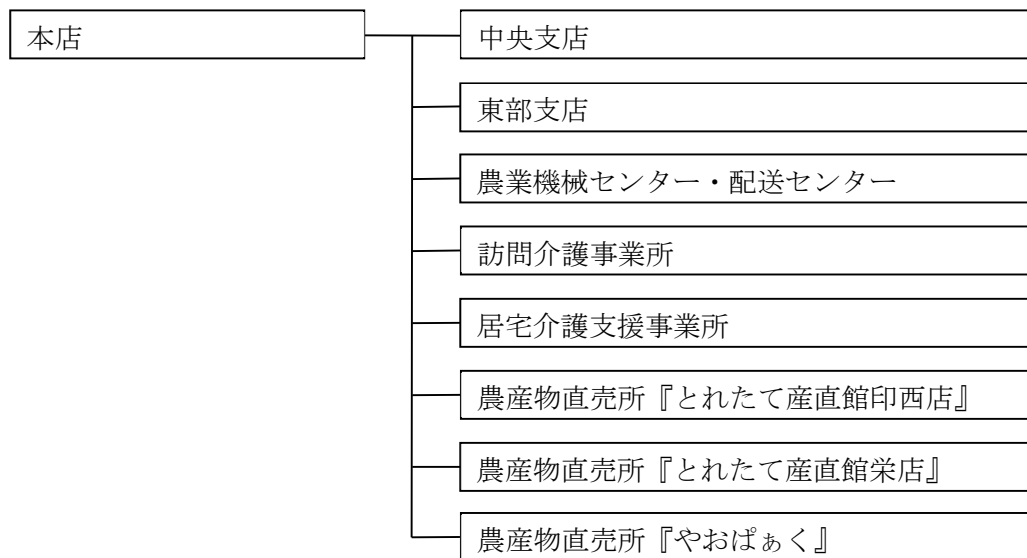 本店
中央支店
東部支店
農業機械センター・配送センター
訪問介護事業所
居宅介護支援事業所
農産物直売所『とれたて産直館印西店』
農産物直売所『とれたて産直館栄店』
農産物直売所『やおぱぁく』